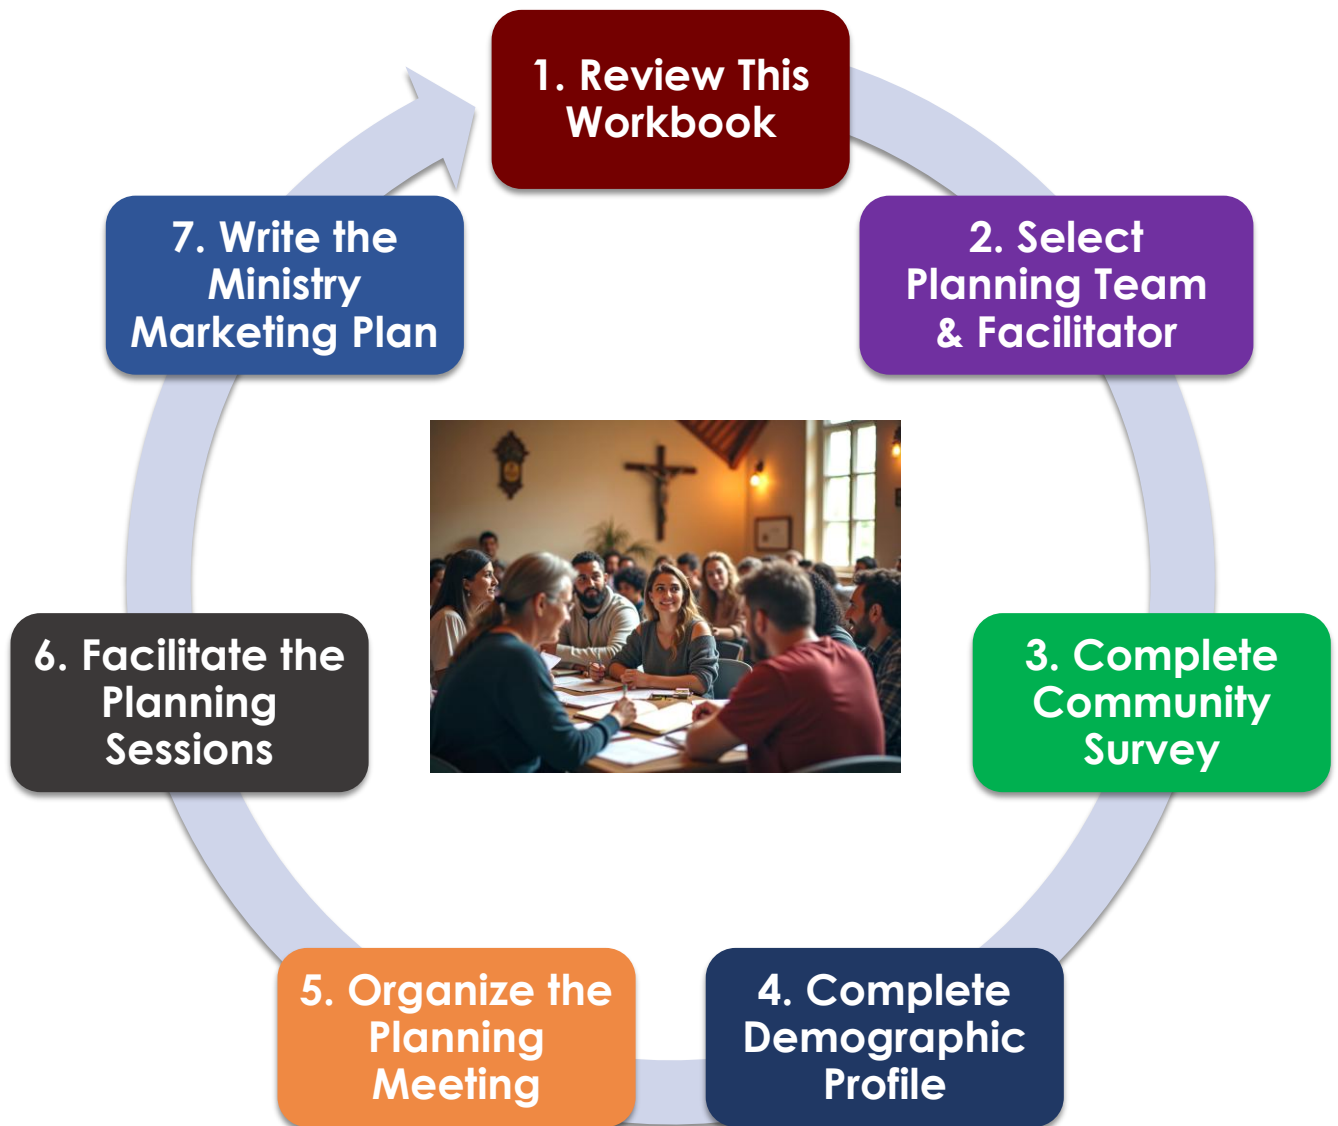 1. Review This
Workbook
2. Select
Planning Team
& Facilitator
3. Complete
Community
Survey
4. Complete
Demographic
Profile
5. Organize the
Planning
Meeting
6. Facilitate the
Planning
Sessions
7. Write the
Ministry
Marketing Plan